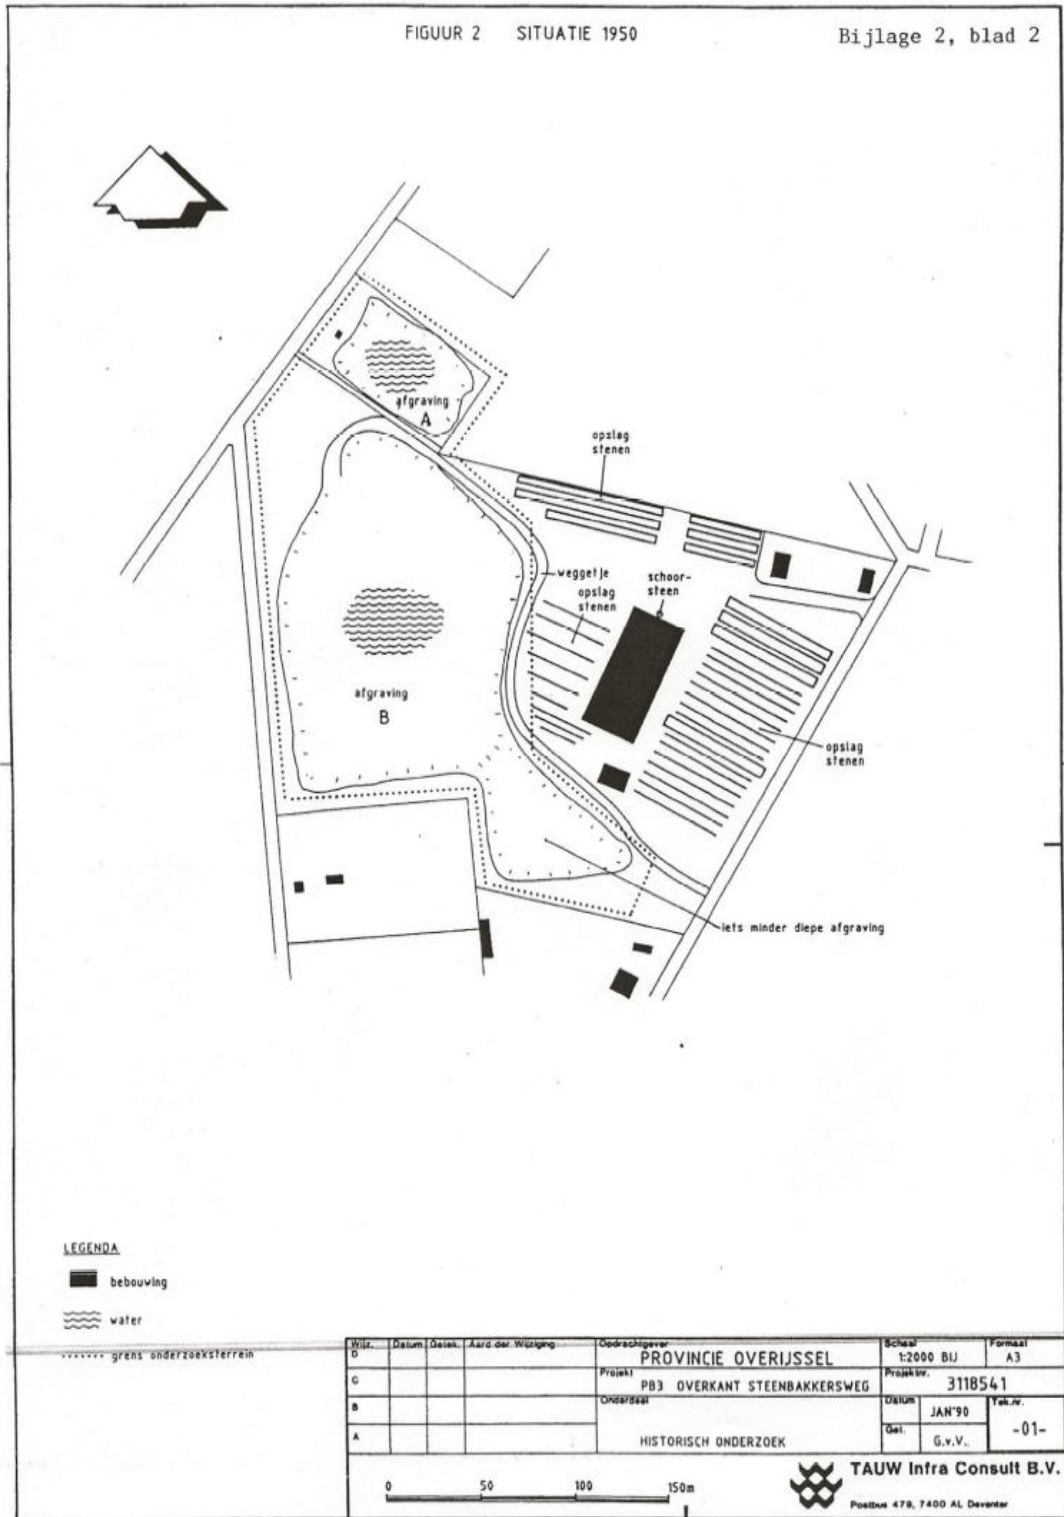 FIGUUR 2 SITUATIE 1950
Bijlage 2, blad 2
afgraving
A
opslag
stenen
weggetje
opslag
stenen
schoor-
steen
afgraving
B
opslag
stenen
iets minder diepe afgraving
LEGENDA
bebouwing
water
grens onderzoeksterrein
Wijz. Datum Getek. Aard der Wijziging
D
C
B
A
Opdrachtgever
PROVINCIE OVERIJSSEL
Schaal
1:2000 BIJ
Formaat
A3
Projekt
PB3 OVERKANT STEENBAKKERSWEG
Projektnr.
3118541
Onderdeel
HISTORISCH ONDERZOEK
Datum
JAN'90
Get.
G.v.V.
Tek.nr.
-01-
0 50 100 150m
TAUW Infra Consult B.V.
Postbus 479, 7400 AL Deventer